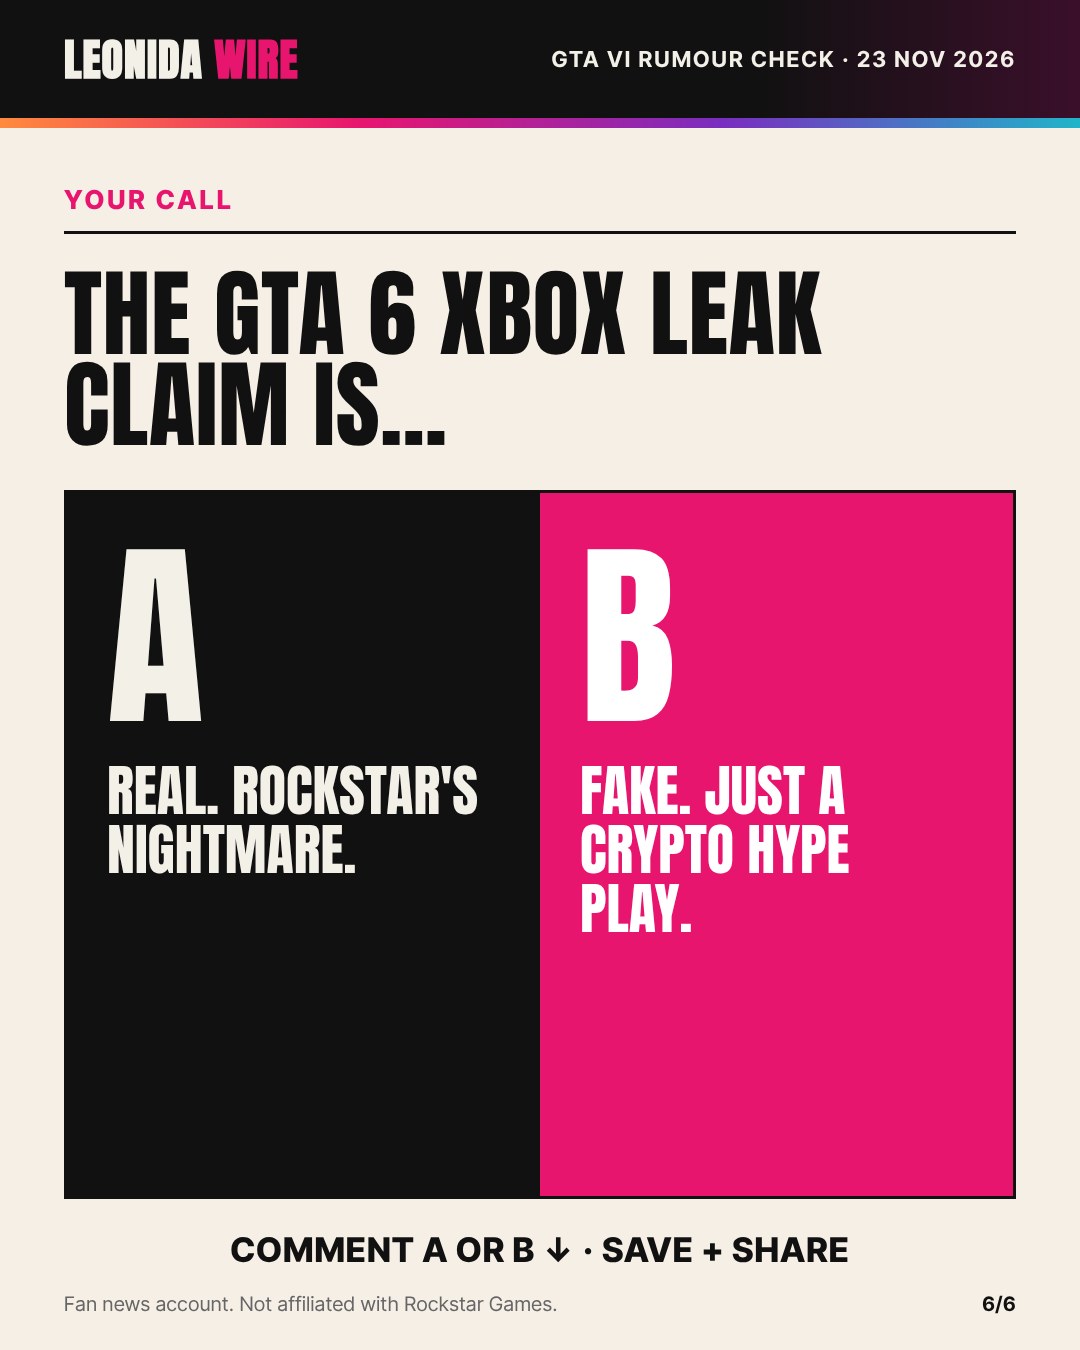 LEONIDA WIRE
GTA VI RUMOUR CHECK · 23 NOV 2026
YOUR CALL
THE GTA 6 XBOX LEAK
CLAIM IS...
A
REAL. ROCKSTAR'S
NIGHTMARE.
B
FAKE. JUST A
CRYPTO HYPE
PLAY.
COMMENT A OR B ↓ · SAVE + SHARE
Fan news account. Not affiliated with Rockstar Games.
6/6